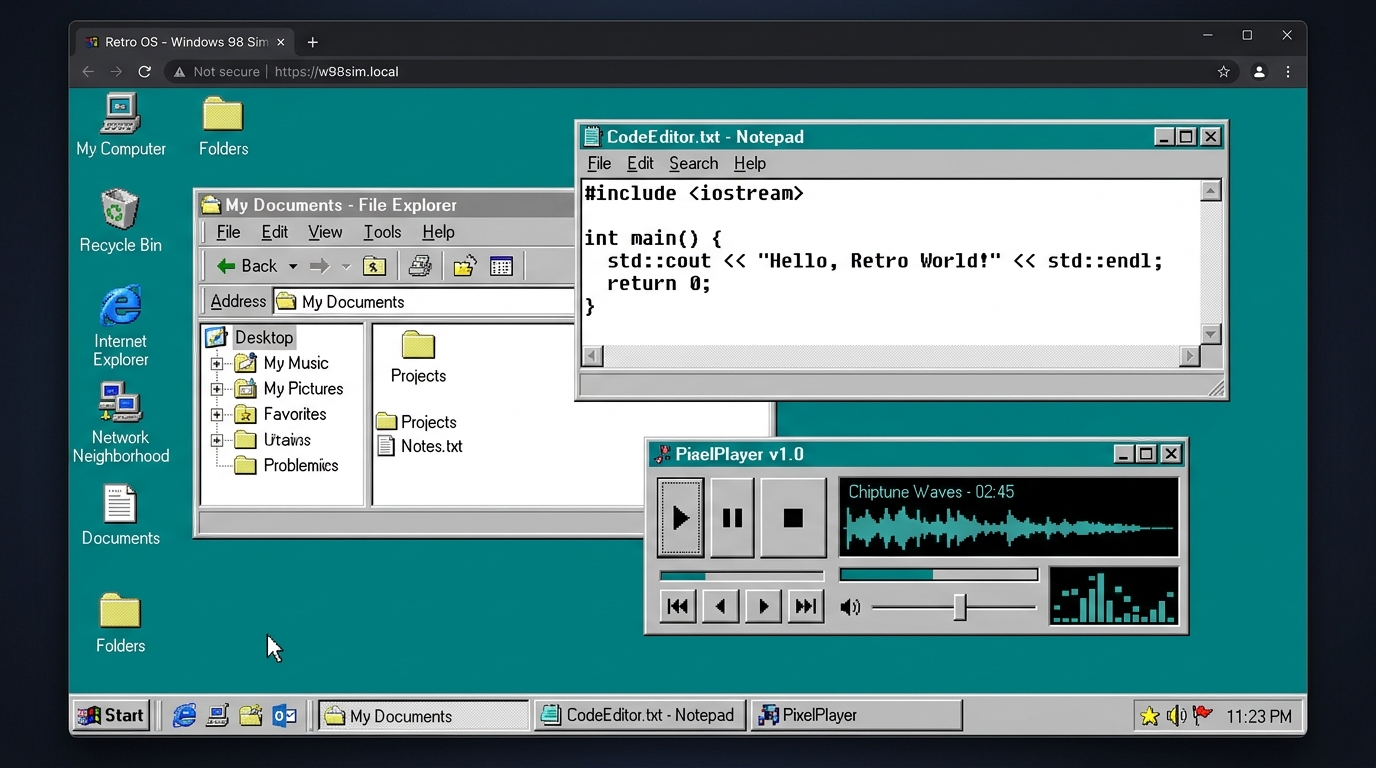 Retro OS - Windows 98 Sim
Not secure | https://w98sim.local
My Computer
Folders
Recycle Bin
Internet
Explorer
Network
Neighborhood
Documents
Folders
My Documents - File Explorer
File Edit View Tools Help
Back
Address My Documents
Desktop
My Music
My Pictures
Favorites
Utains
Problemics
Projects
Projects
Notes.txt
CodeEditor.txt - Notepad
File Edit Search Help
#include <iostream>
int main() {
std::cout << "Hello, Retro World!" << std::endl;
return 0;
}
PixelPlayer v1.0
Chiptune Waves - 02:45
Start
My Documents
CodeEditor.txt - Notepad
PixelPlayer
11:23 PM